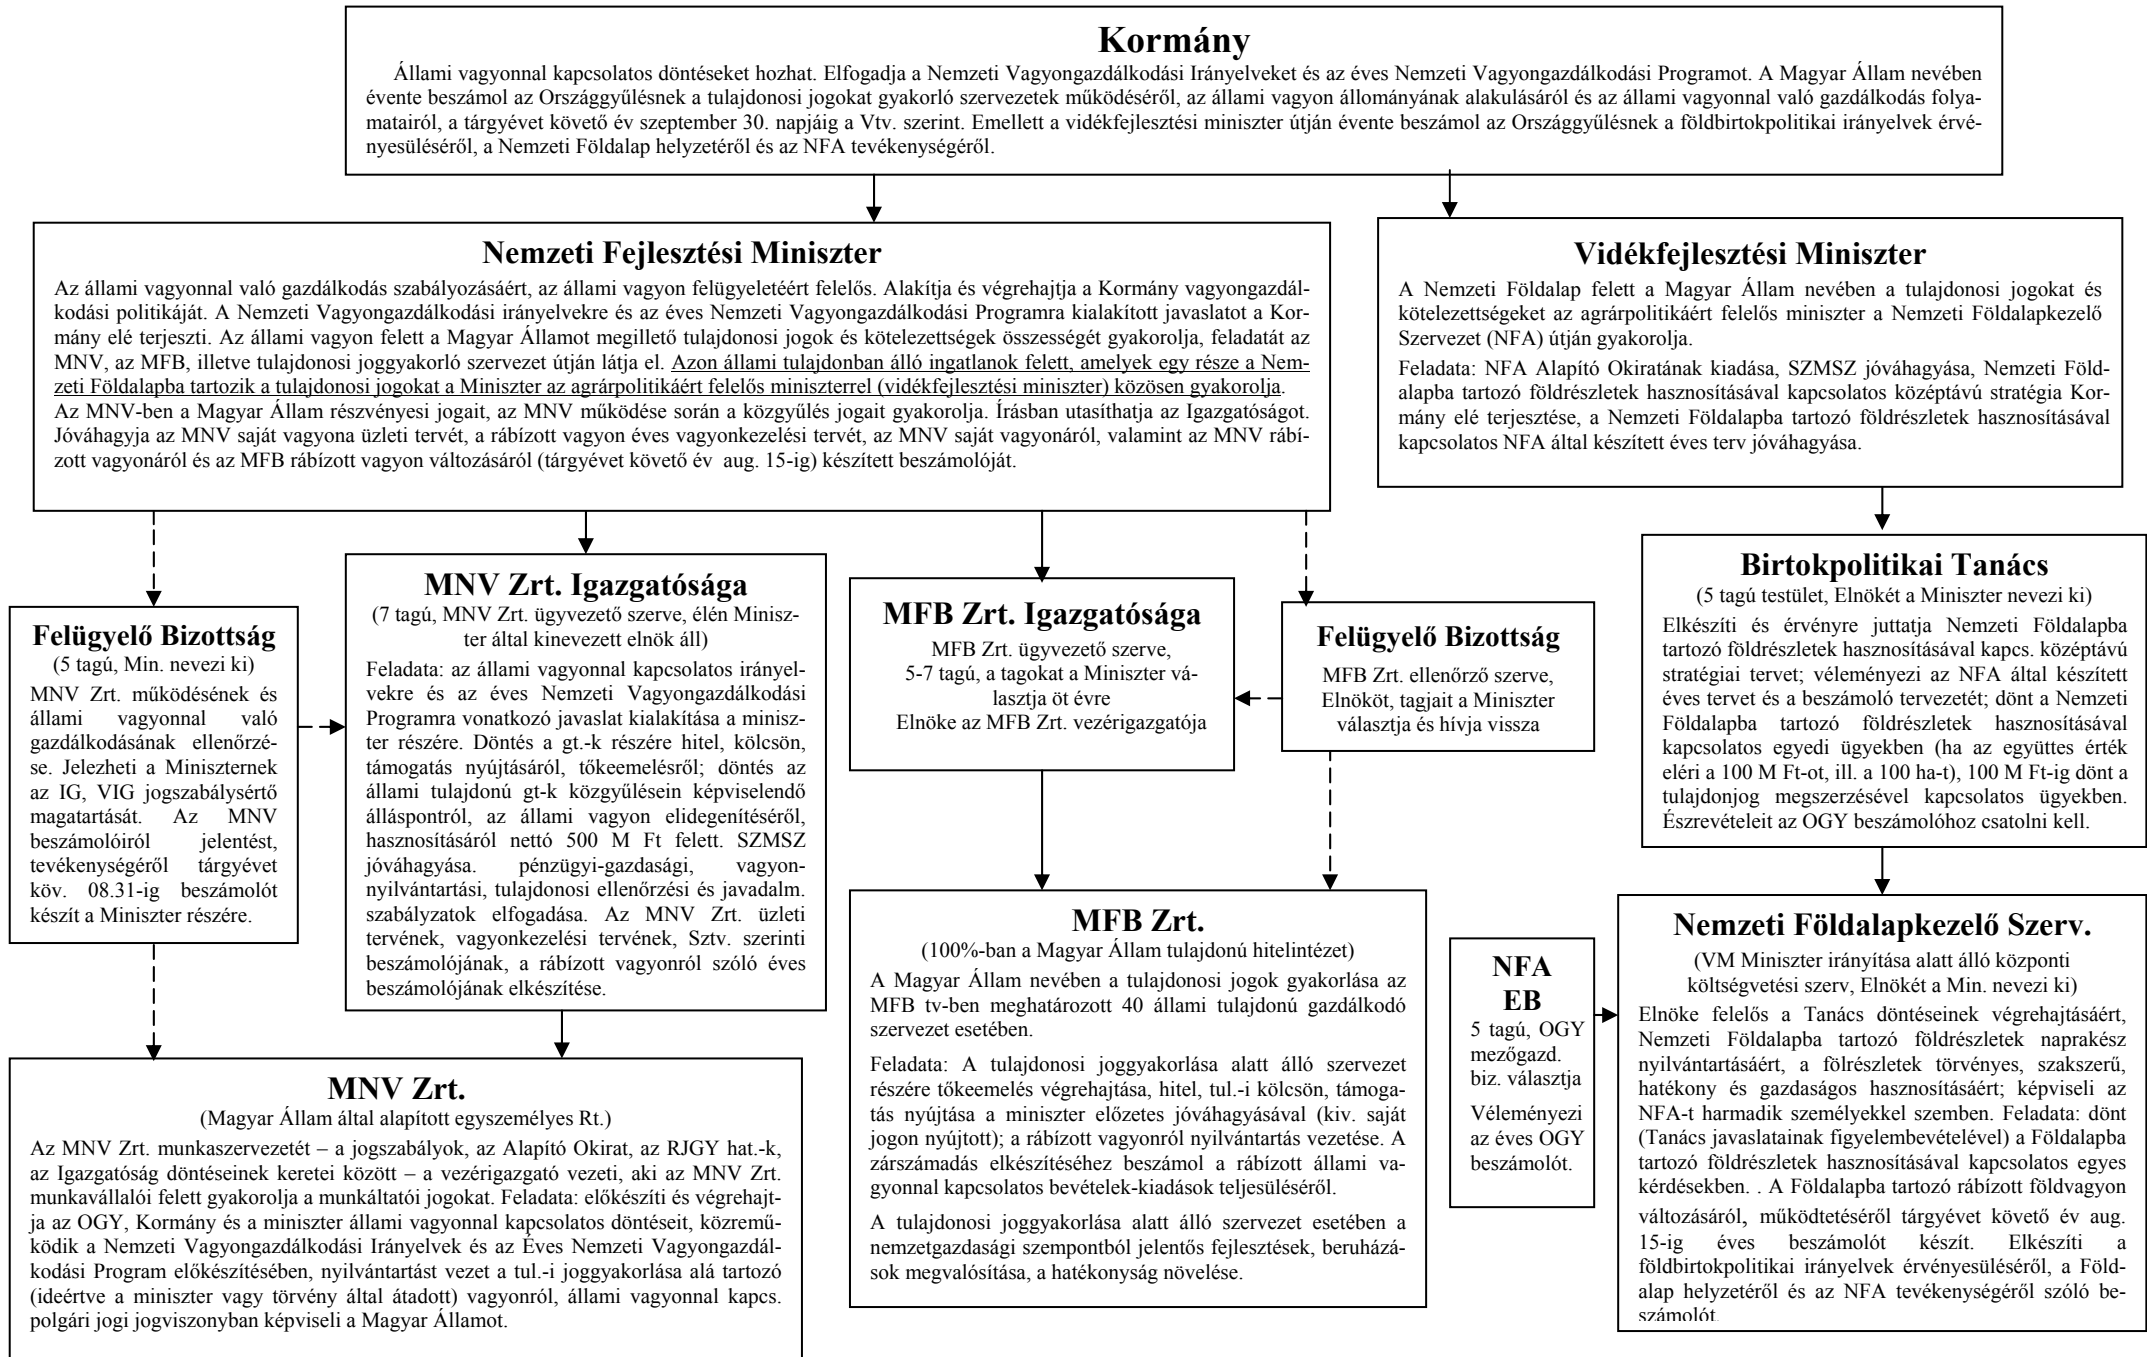 Kormány
Állami vagyonnal kapcsolatos döntéseket hozhat. Elfogadja a Nemzeti Vagyongazdálkodási Irányelveket és az éves Nemzeti Vagyongazdálkodási Programot. A Magyar Állam nevében
évente beszámol az Országgyűlésnek a tulajdonosi jogokat gyakorló szervezetek működéséről, az állami vagyon állományának alakulásáról és az állami vagyonnal való gazdálkodás folya-
matairól, a tárgyévet követő év szeptember 30. napjáig a Vtv. szerint. Emellett a vidékfejlesztési miniszter útján évente beszámol az Országgyűlésnek a földbirtokpolitikai irányelvek érvé-
nyesüléséről, a Nemzeti Földalap helyzetéről és az NFA tevékenységéről.
Nemzeti Fejlesztési Miniszter
Az állami vagyonnal való gazdálkodás szabályozásáért, az állami vagyon felügyeletéért felelős. Alakítja és végrehajtja a Kormány vagyongazdál-
kodási politikáját. A Nemzeti Vagyongazdálkodási irányelvekre és az éves Nemzeti Vagyongazdálkodási Programra kialakított javaslatot a Kor-
mány elé terjeszti. Az állami vagyon felett a Magyar Államot megillető tulajdonosi jogok és kötelezettségek összességét gyakorolja, feladatát az
MNV, az MFB, illetve tulajdonosi joggyakorló szervezet útján látja el. Azon állami tulajdonban álló ingatlanok felett, amelyek egy része a Nem-
zeti Földalapba tartozik a tulajdonosi jogokat a Miniszter az agrárpolitikáért felelős miniszterrel (vidékfejlesztési miniszter) közösen gyakorolja.
Az MNV-ben a Magyar Állam részvényesi jogait, az MNV működése során a közgyűlés jogait gyakorolja. Írásban utasíthatja az Igazgatóságot.
Jóváhagyja az MNV saját vagyona üzleti tervét, a rábízott vagyon éves vagyonkezelési tervét, az MNV saját vagyonáról, valamint az MNV rábí-
zott vagyonáról és az MFB rábízott vagyon változásáról (tárgyévet követő év aug. 15-ig) készített beszámolóját.
Vidékfejlesztési Miniszter
A Nemzeti Földalap felett a Magyar Állam nevében a tulajdonosi jogokat és
kötelezettségeket az agrárpolitikáért felelős miniszter a Nemzeti Földalapkezelő
Szervezet (NFA) útján gyakorolja.
Feladata: NFA Alapító Okiratának kiadása, SZMSZ jóváhagyása, Nemzeti Föld-
alapba tartozó földrészletek hasznosításával kapcsolatos középtávú stratégia Kor-
mány elé terjesztése, a Nemzeti Földalapba tartozó földrészletek hasznosításával
kapcsolatos NFA által készített éves terv jóváhagyása.
Felügyelő Bizottság
(5 tagú, Min. nevezi ki)
MNV Zrt. működésének és
állami vagyonnal való
gazdálkodásának ellenőrzé-
se. Jelezheti a Miniszternek
az IG, VIG jogszabálysértő
magatartását. Az MNV
beszámolóiról jelentést,
tevékenységéről tárgyévet
köv. 08.31-ig beszámolót
készít a Miniszter részére.
MNV Zrt. Igazgatósága
(7 tagú, MNV Zrt. ügyvezető szerve, élén Minisz-
ter által kinevezett elnök áll)
Feladata: az állami vagyonnal kapcsolatos irányel-
vekre és az éves Nemzeti Vagyongazdálkodási
Programra vonatkozó javaslat kialakítása a minisz-
ter részére. Döntés a gt.-k részére hitel, kölcsön,
támogatás nyújtásáról, tőkeemelésről; döntés az
állami tulajdonú gt-k közgyűlésein képviselendő
álláspontról, az állami vagyon elidegenítéséről,
hasznosításáról nettó 500 M Ft felett. SZMSZ
jóváhagyása. pénzügyi-gazdasági, vagyon-
nyilvántartási, tulajdonosi ellenőrzési és javadalm.
szabályzatok elfogadása. Az MNV Zrt. üzleti
tervének, vagyonkezelési tervének, Sztv. szerinti
beszámolójának, a rábízott vagyonról szóló éves
beszámolójának elkészítése.
MFB Zrt. Igazgatósága
MFB Zrt. ügyvezető szerve,
5-7 tagú, a tagokat a Miniszter vá-
lasztja öt évre
Elnöke az MFB Zrt. vezérigazgatója
Felügyelő Bizottság
MFB Zrt. ellenőrző szerve,
Elnököt, tagjait a Miniszter
választja és hívja vissza
Birtokpolitikai Tanács
(5 tagú testület, Elnökét a Miniszter nevezi ki)
Elkészíti és érvényre juttatja Nemzeti Földalapba
tartozó földrészletek hasznosításával kapcs. középtávú
stratégiai tervet; véleményezi az NFA által készített
éves tervet és a beszámoló tervezetét; dönt a Nemzeti
Földalapba tartozó földrészletek hasznosításával
kapcsolatos egyedi ügyekben (ha az együttes érték
eléri a 100 M Ft-ot, ill. a 100 ha-t), 100 M Ft-ig dönt a
tulajdonjog megszerzésével kapcsolatos ügyekben.
Észrevételeit az OGY beszámolóhoz csatolni kell.
MNV Zrt.
(Magyar Állam által alapított egyszemélyes Rt.)
Az MNV Zrt. munkaszervezetét – a jogszabályok, az Alapító Okirat, az RJGY hat.-k,
az Igazgatóság döntéseinek keretei között – a vezérigazgató vezeti, aki az MNV Zrt.
munkavállalói felett gyakorolja a munkáltatói jogokat. Feladata: előkészíti és végrehajt-
ja az OGY, Kormány és a miniszter állami vagyonnal kapcsolatos döntéseit, közremű-
ködik a Nemzeti Vagyongazdálkodási Irányelvek és az Éves Nemzeti Vagyongazdál-
kodási Program előkészítésében, nyilvántartást vezet a tul.-i joggyakorlása alá tartozó
(ideértve a miniszter vagy törvény által átadott) vagyonról, állami vagyonnal kapcs.
polgári jogi jogviszonyban képviseli a Magyar Államot.
MFB Zrt.
(100%-ban a Magyar Állam tulajdonú hitelintézet)
A Magyar Állam nevében a tulajdonosi jogok gyakorlása az
MFB tv-ben meghatározott 40 állami tulajdonú gazdálkodó
szervezet esetében.
Feladata: A tulajdonosi joggyakorlása alatt álló szervezet
részére tőkeemelés végrehajtása, hitel, tul.-i kölcsön, támoga-
tás nyújtása a miniszter előzetes jóváhagyásával (kiv. saját
jogon nyújtott); a rábízott vagyonról nyilvántartás vezetése. A
zárszámadás elkészítéséhez beszámol a rábízott állami va-
gyonnal kapcsolatos bevételek-kiadások teljesüléséről.
A tulajdonosi joggyakorlása alatt álló szervezet esetében a
nemzetgazdasági szempontból jelentős fejlesztések, beruházá-
sok megvalósítása, a hatékonyság növelése.
NFA
EB
5 tagú, OGY
mezőgazd.
biz. választja
Véleményezi
az éves OGY
beszámolót.
Nemzeti Földalapkezelő Szerv.
(VM Miniszter irányítása alatt álló központi
költségvetési szerv, Elnökét a Min. nevezi ki)
Elnöke felelős a Tanács döntéseinek végrehajtásáért,
Nemzeti Földalapba tartozó földrészletek naprakész
nyilvántartásáért, a fölrészletek törvényes, szakszerű,
hatékony és gazdaságos hasznosításáért; képviseli az
NFA-t harmadik személyekkel szemben. Feladata: dönt
(Tanács javaslatainak figyelembevételével) a Földalapba
tartozó földrészletek hasznosításával kapcsolatos egyes
kérdésekben. . A Földalapba tartozó rábízott földvagyon
változásáról, működtetéséről tárgyévet követő év aug.
15-ig éves beszámolót készít. Elkészíti a
földbirtokpolitikai irányelvek érvényesüléséről, a Föld-
alap helyzetéről és az NFA tevékenységéről szóló be-
számolót.